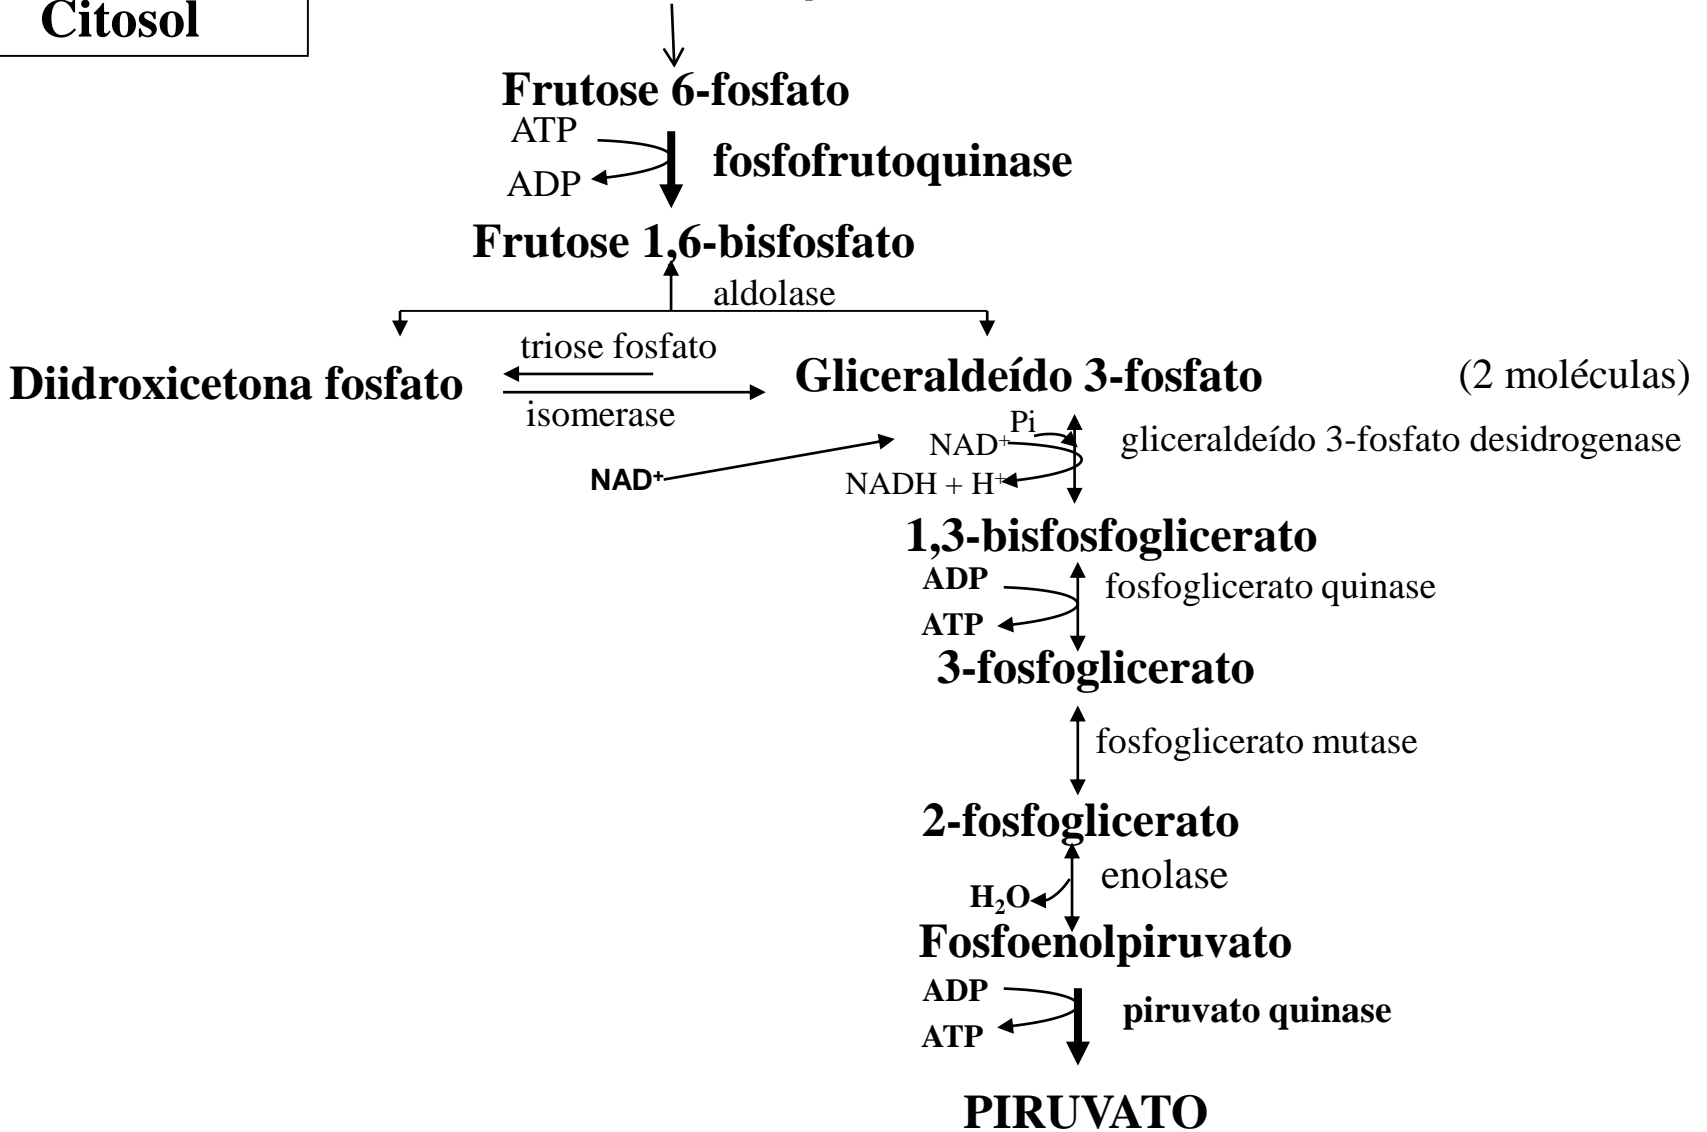 Citosol
Frutose 6-fosfato
ATP
fosfofrutoquinase
ADP
Frutose 1,6-bisfosfato
aldolase
triose fosfato
Diidroxicetona fosfato
Gliceraldeído 3-fosfato
(2 moléculas)
isomerase
Pi
NAD⁺
gliceraldeído 3-fosfato desidrogenase
NAD⁺
NADH + H⁺
1,3-bisfosfoglicerato
ADP
fosfoglicerato quinase
ATP
3-fosfoglicerato
fosfoglicerato mutase
2-fosfoglicerato
enolase
H₂O
Fosfoenolpiruvato
ADP
piruvato quinase
ATP
PIRUVATO